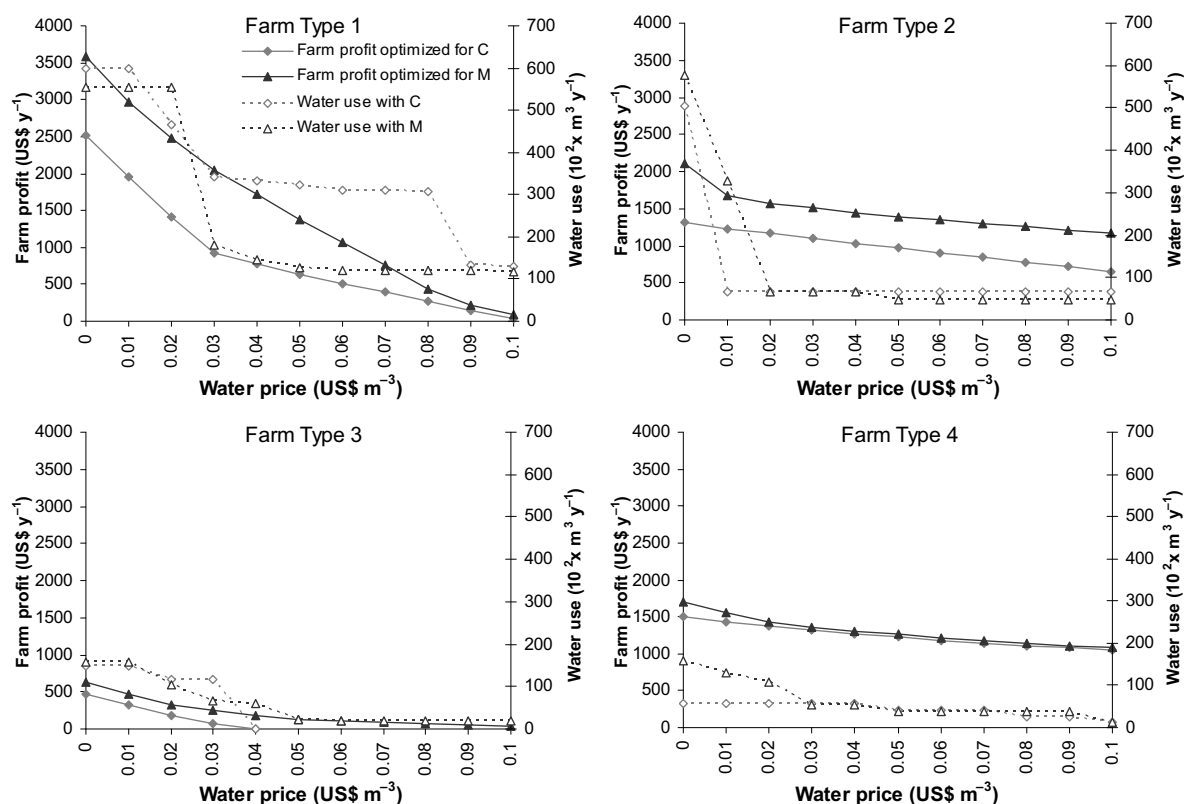 Farm Type 1
Farm profit optimized for C
Farm profit optimized for M
Water use with C
Water use with M
Farm profit (US$ y⁻¹)
4000
3500
3000
2500
2000
1500
1000
500
0
700
600
500
400
300
200
100
0
Water use (10² x m³ y⁻¹)
0 0.01 0.02 0.03 0.04 0.05 0.06 0.07 0.08 0.09 0.1
Water price (US$ m⁻³)
Farm Type 2
Farm profit (US$ y⁻¹)
4000
3500
3000
2500
2000
1500
1000
500
0
700
600
500
400
300
200
100
0
Water use (10² x m³ y⁻¹)
0 0.01 0.02 0.03 0.04 0.05 0.06 0.07 0.08 0.09 0.1
Water price (US$ m⁻³)
Farm Type 3
Farm profit (US$ y⁻¹)
4000
3500
3000
2500
2000
1500
1000
500
0
700
600
500
400
300
200
100
0
Water use (10² x m³ y⁻¹)
0 0.01 0.02 0.03 0.04 0.05 0.06 0.07 0.08 0.09 0.1
Water price (US$ m⁻³)
Farm Type 4
Farm profit (US$ y⁻¹)
4000
3500
3000
2500
2000
1500
1000
500
0
700
600
500
400
300
200
100
0
Water use (10² x m³ y⁻¹)
0 0.01 0.02 0.03 0.04 0.05 0.06 0.07 0.08 0.09 0.1
Water price (US$ m⁻³)